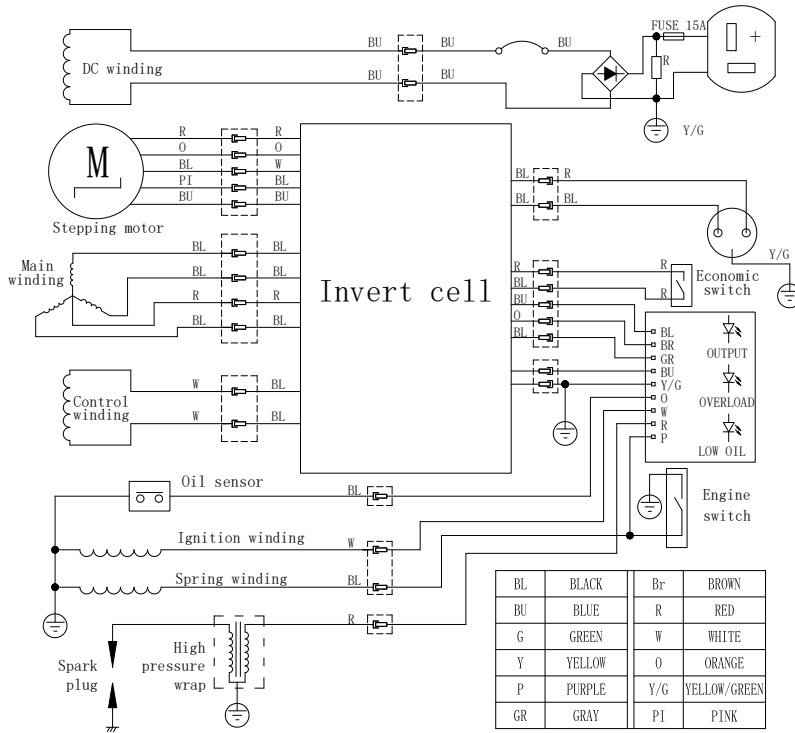 FUSE 15A
BU BU BU
R +
DC winding
BU BU
Y/G
R R
O O
M
BL W
PI BL
BU BU
Stepping motor
BL R
BL BL
Main
winding
BL BL
BL BL
R R
BL BL
Invert cell
Y/G
R R
BL
BU
O
BL
R
Economic
switch
BL
BR
GR
BU
Y/G
O
W
R
P
OUTPUT
OVERLOAD
LOW OIL
Control
winding
W BL
W BL
Oil sensor
BL
Engine
switch
Ignition winding
W
Spring winding
BL
R
Spark
plug
High
pressure
wrap
BL BLACK Br BROWN
BU BLUE R RED
G GREEN W WHITE
Y YELLOW O ORANGE
P PURPLE Y/G YELLOW/GREEN
GR GRAY PI PINK